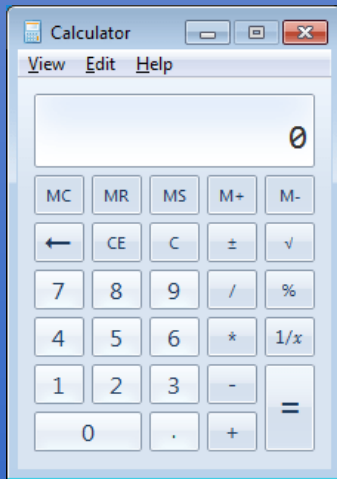 Calculator
View Edit Help
0
MC MR MS M+ M-
← CE C ± √
7 8 9 / %
4 5 6 * 1/x
1 2 3 - =
0 . +